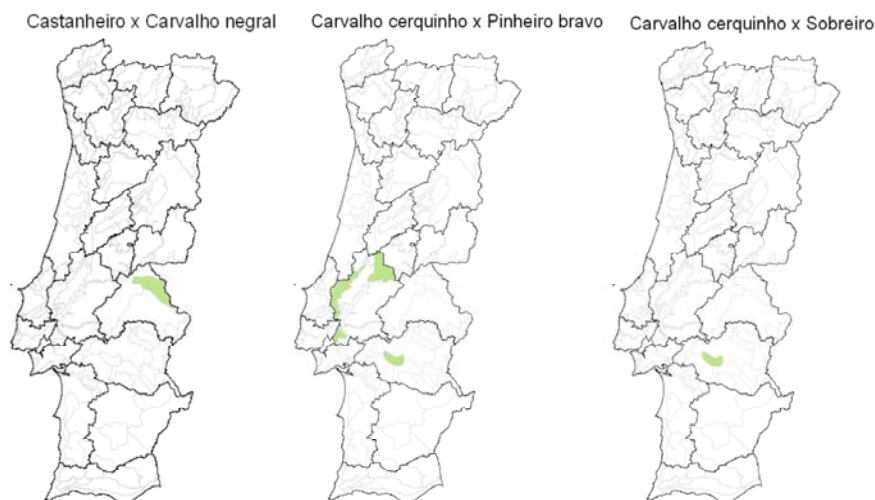 Castanheiro x Carvalho negral
Carvalho cerquinho x Pinheiro bravo
Carvalho cerquinho x Sobreiro